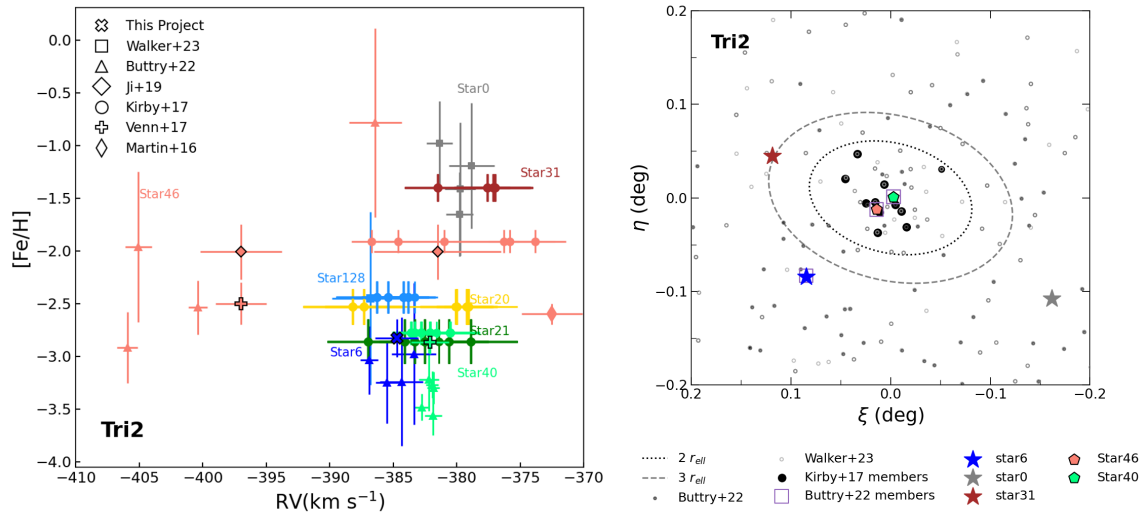 This Project
Walker+23
Buttry+22
Ji+19
Kirby+17
Venn+17
Martin+16
Star0
Star31
Star46
Star128
Star20
Star21
Star6
Star40
Tri2
0.0
−0.5
−1.0
−1.5
−2.0
−2.5
−3.0
−3.5
−4.0
[Fe/H]
−410 −400 −390 −380 −370
RV(km s⁻¹)
Tri2
0.2
0.1
0.0
−0.1
−0.2
η (deg)
0.2 0.1 0.0 −0.1 −0.2
ξ (deg)
2 r_ell
3 r_ell
Buttry+22
Walker+23
Kirby+17 members
Buttry+22 members
star6
star0
star31
Star46
Star40